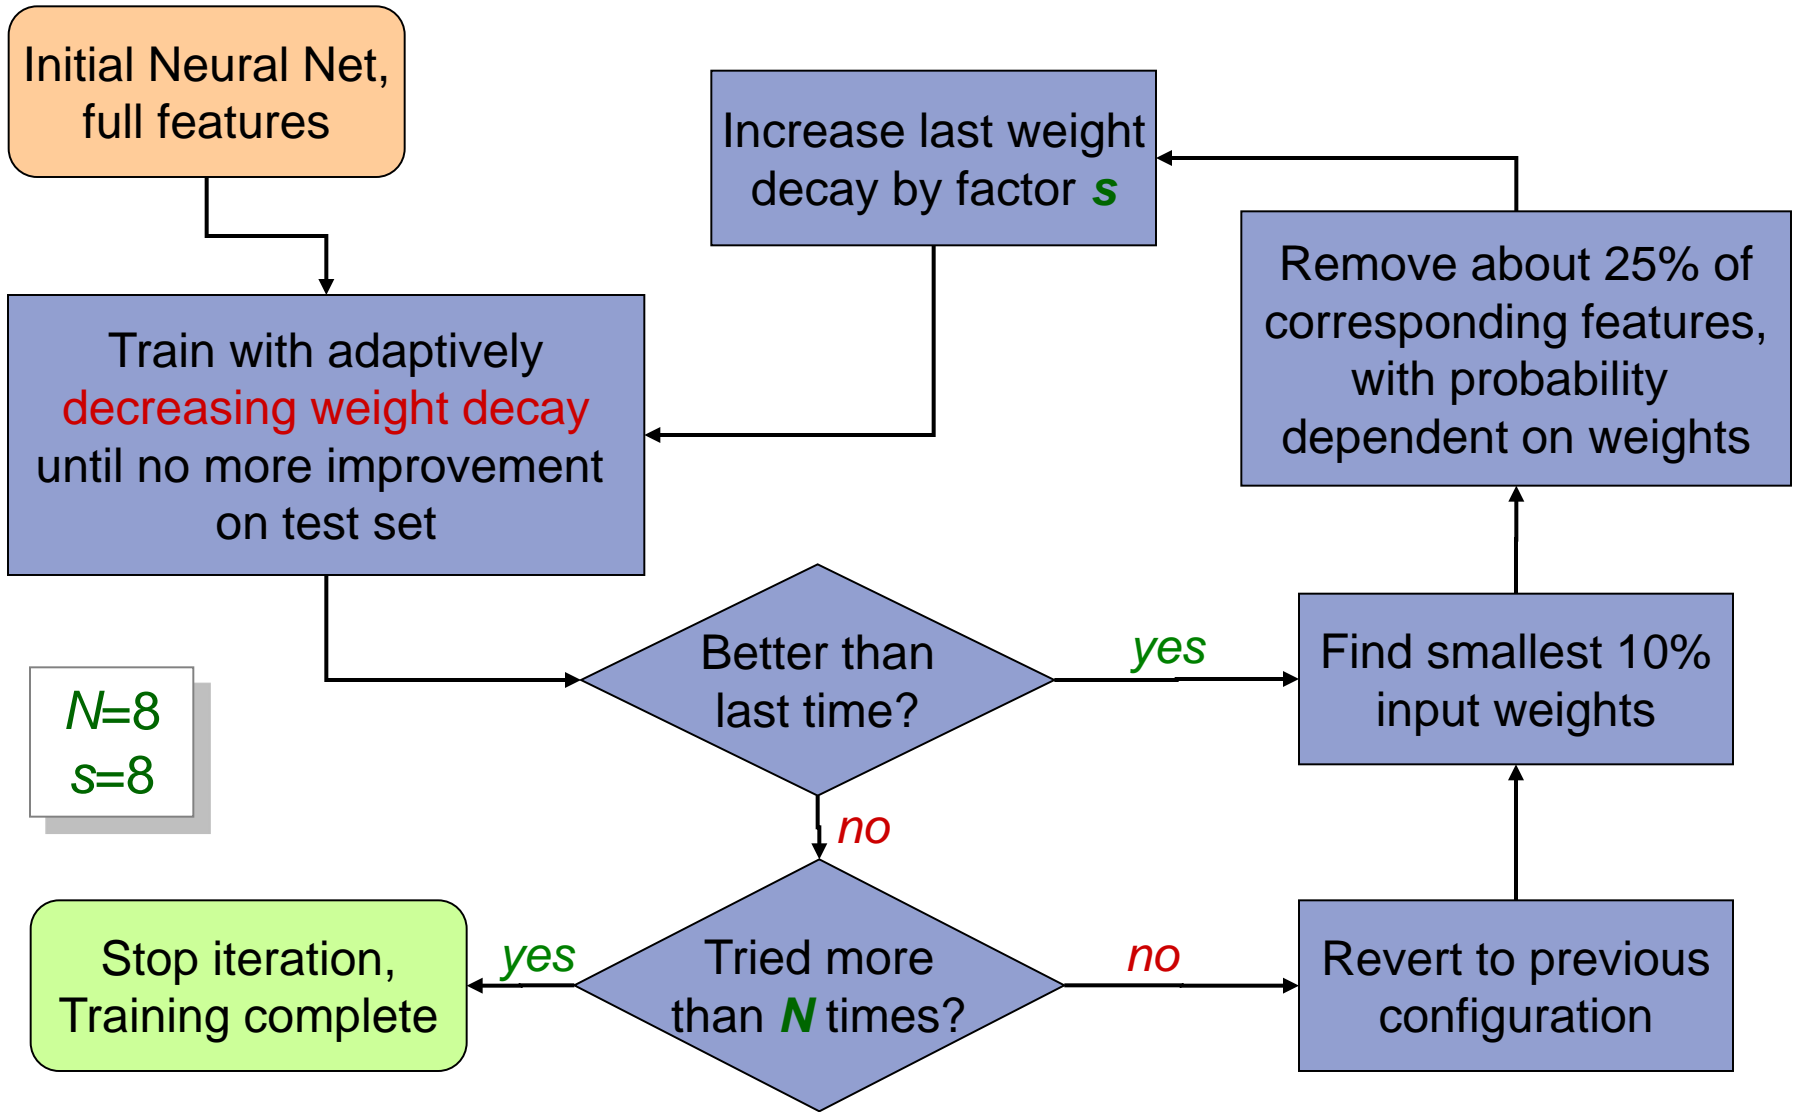 Initial Neural Net,
full features
Increase last weight
decay by factor s
Remove about 25% of
corresponding features,
with probability
dependent on weights
Train with adaptively
decreasing weight decay
until no more improvement
on test set
Better than
last time?
yes
Find smallest 10%
input weights
N=8
s=8
no
Stop iteration,
Training complete
yes
Tried more
than N times?
no
Revert to previous
configuration